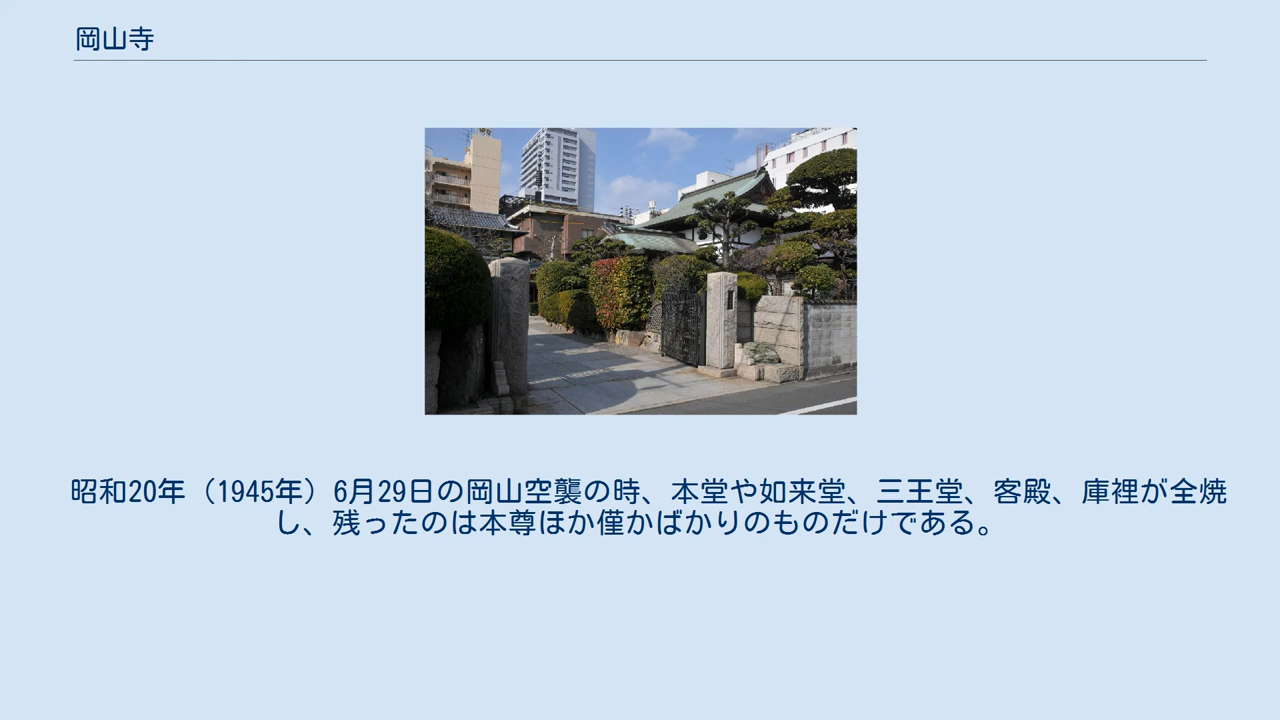 岡山寺
昭和20年（1945年）6月29日の岡山空襲の時、本堂や如来堂、三王堂、客殿、庫裡が全焼
し、残ったのは本尊ほか僅かばかりのものだけである。